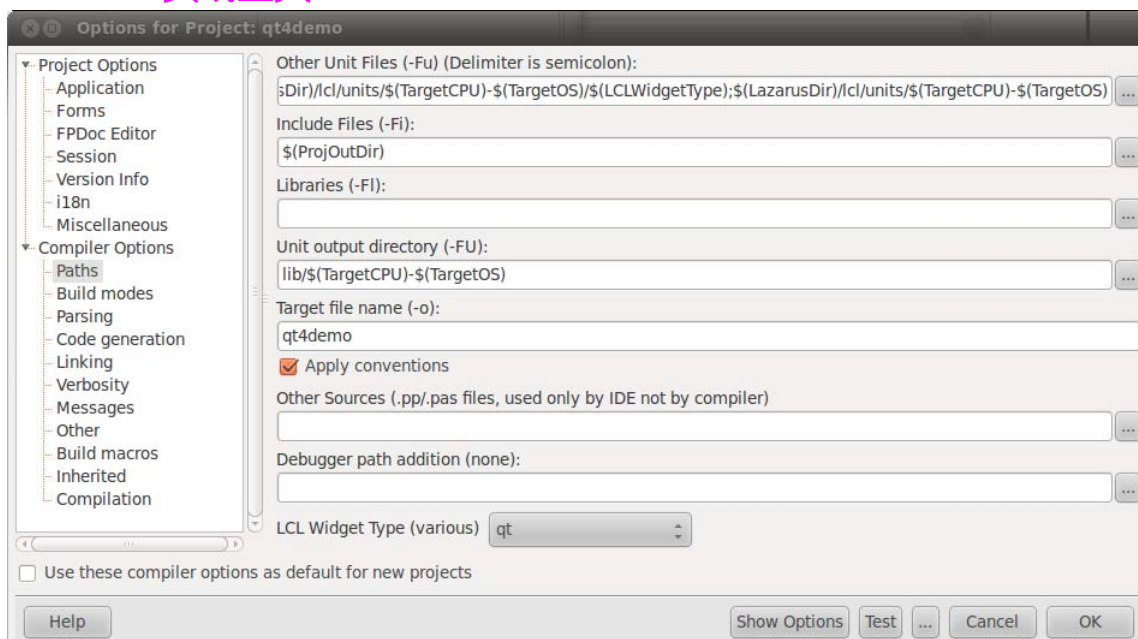 Options for Project: qt4demo
Project Options
Application
Forms
FPDoc Editor
Session
Version Info
i18n
Miscellaneous
Compiler Options
Paths
Build modes
Parsing
Code generation
Linking
Verbosity
Messages
Other
Build macros
Inherited
Compilation
Other Unit Files (-Fu) (Delimiter is semicolon):
sDir)/lcl/units/$(TargetCPU)-$(TargetOS)/$(LCLWidgetType);$(LazarusDir)/lcl/units/$(TargetCPU)-$(TargetOS)
...
Include Files (-Fi):
$(ProjOutDir)
...
Libraries (-Fl):
...
Unit output directory (-FU):
lib/$(TargetCPU)-$(TargetOS)
...
Target file name (-o):
qt4demo
Apply conventions
Other Sources (.pp/.pas files, used only by IDE not by compiler)
...
Debugger path addition (none):
...
LCL Widget Type (various) qt
Use these compiler options as default for new projects
Help Show Options Test ... Cancel OK